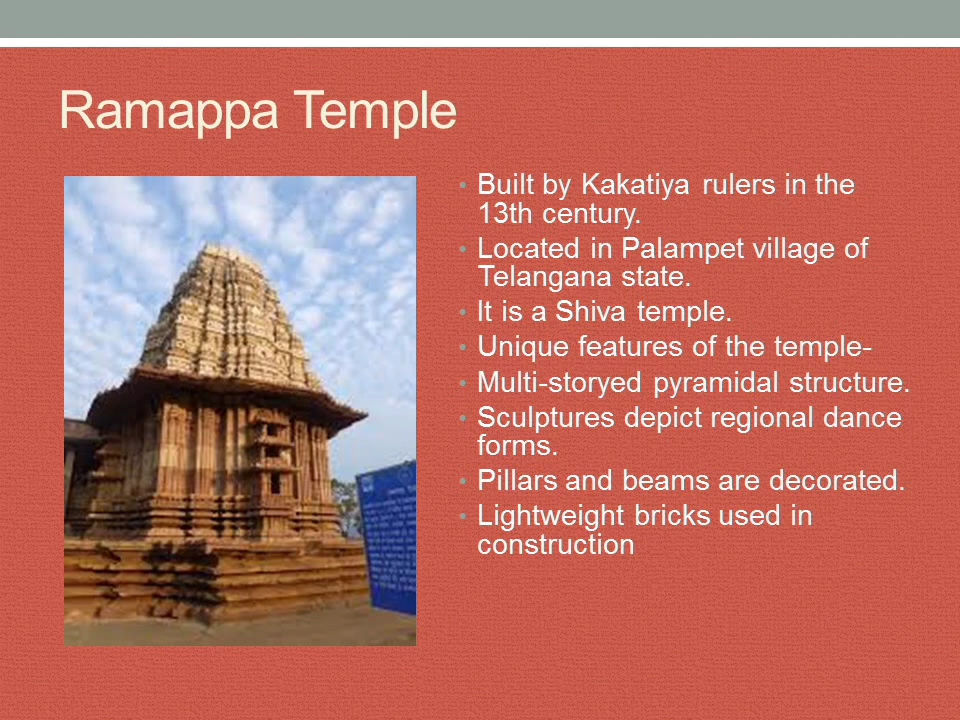 Ramappa Temple
• Built by Kakatiya rulers in the
13th century.
• Located in Palampet village of
Telangana state.
• It is a Shiva temple.
• Unique features of the temple-
• Multi-storyed pyramidal structure.
• Sculptures depict regional dance
forms.
• Pillars and beams are decorated.
• Lightweight bricks used in
construction